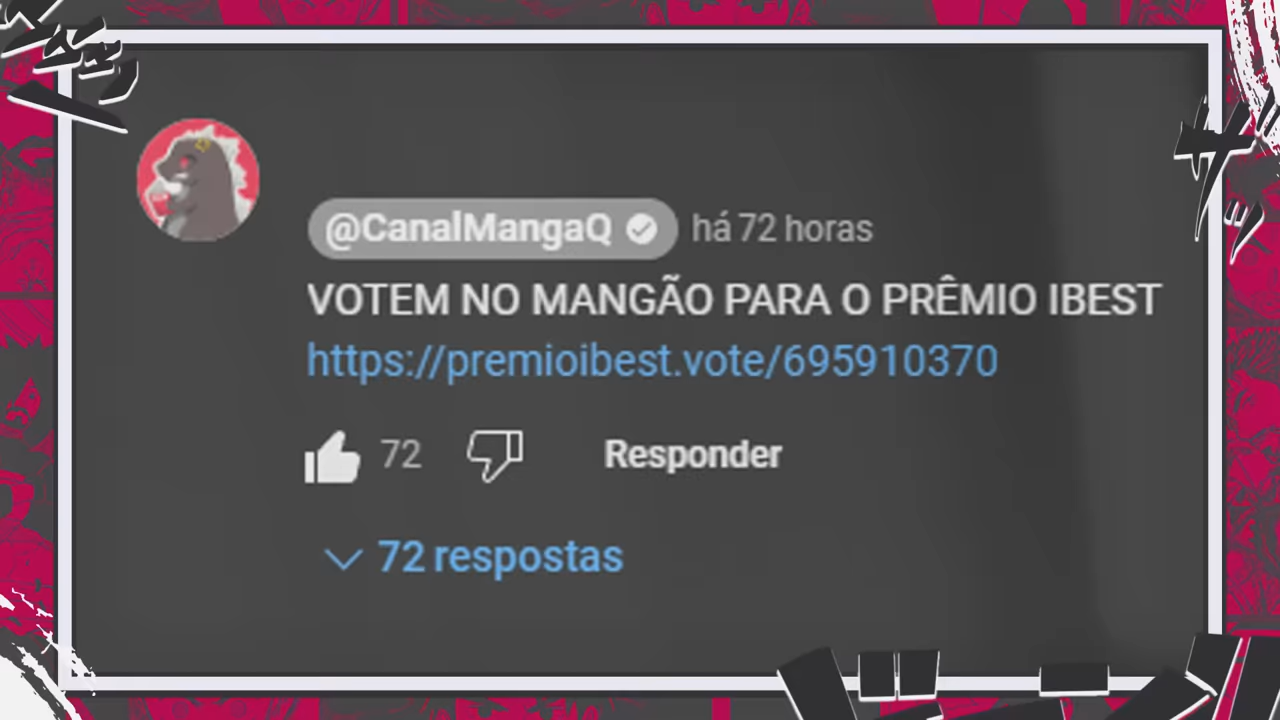 @CanalMangaQ há 72 horas
VOTEM NO MANGÃO PARA O PRÊMIO IBEST
https://premioibest.vote/695910370
72 Responder
72 respostas